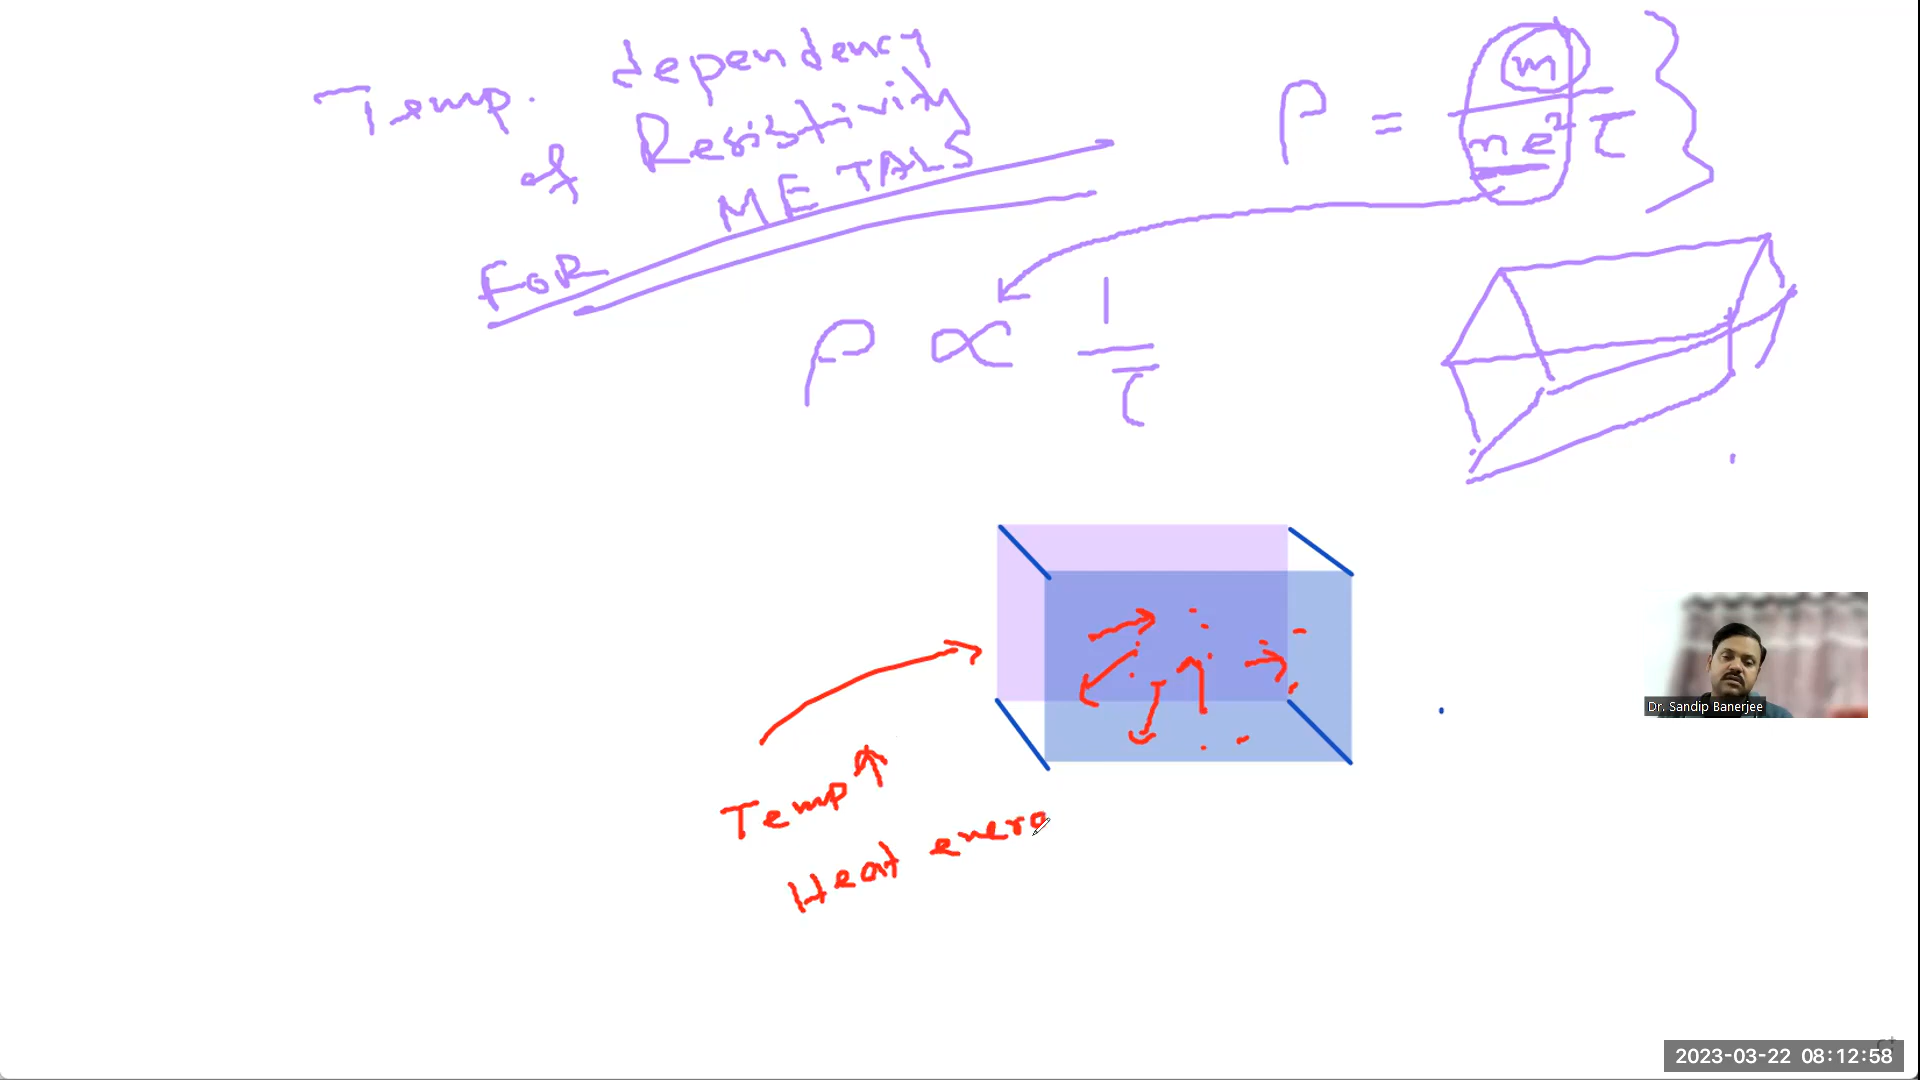 Temp. dependency
of Resistivity
FOR METALS
ρ = m / ne² τ
ρ ∝ 1 / τ
Temp ↑
Heat energ
Dr. Sandip Banerjee
2023-03-22 08:12:58